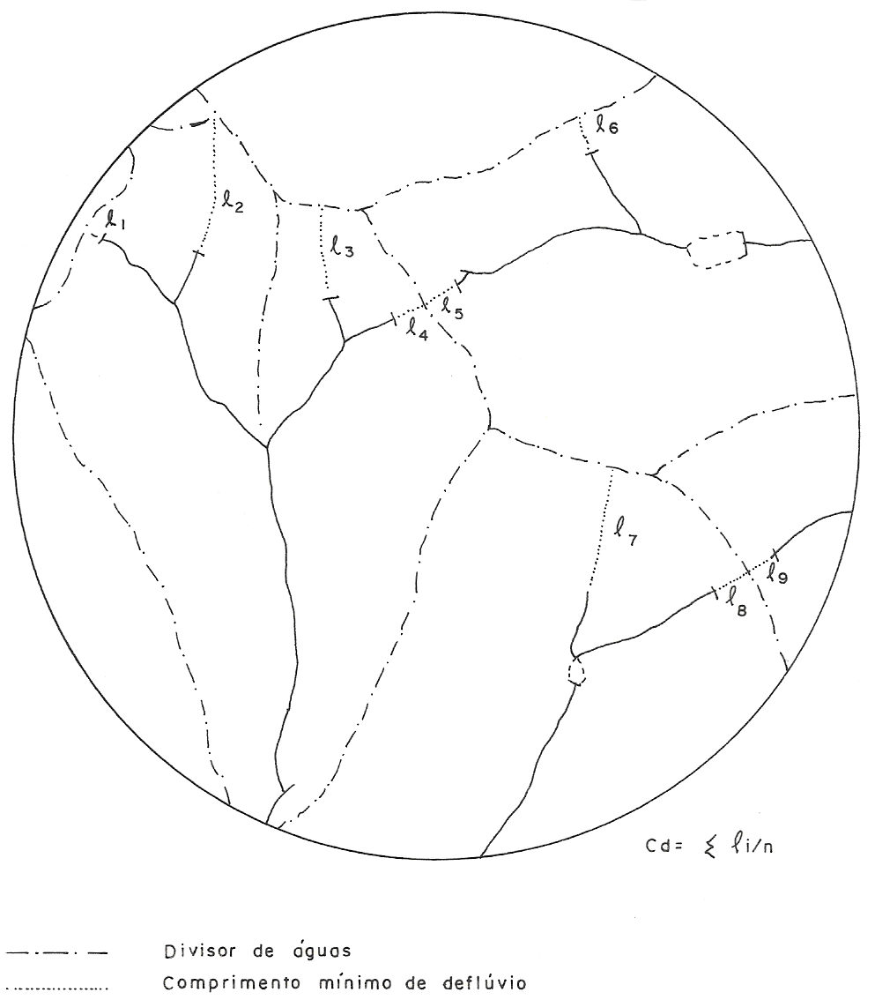 ℓ6
ℓ2
ℓ1
ℓ3
ℓ5
ℓ4
ℓ7
ℓ9
ℓ8
Cd= Σ ℓi/n
Divisor de águas
Comprimento mínimo de deflúvio